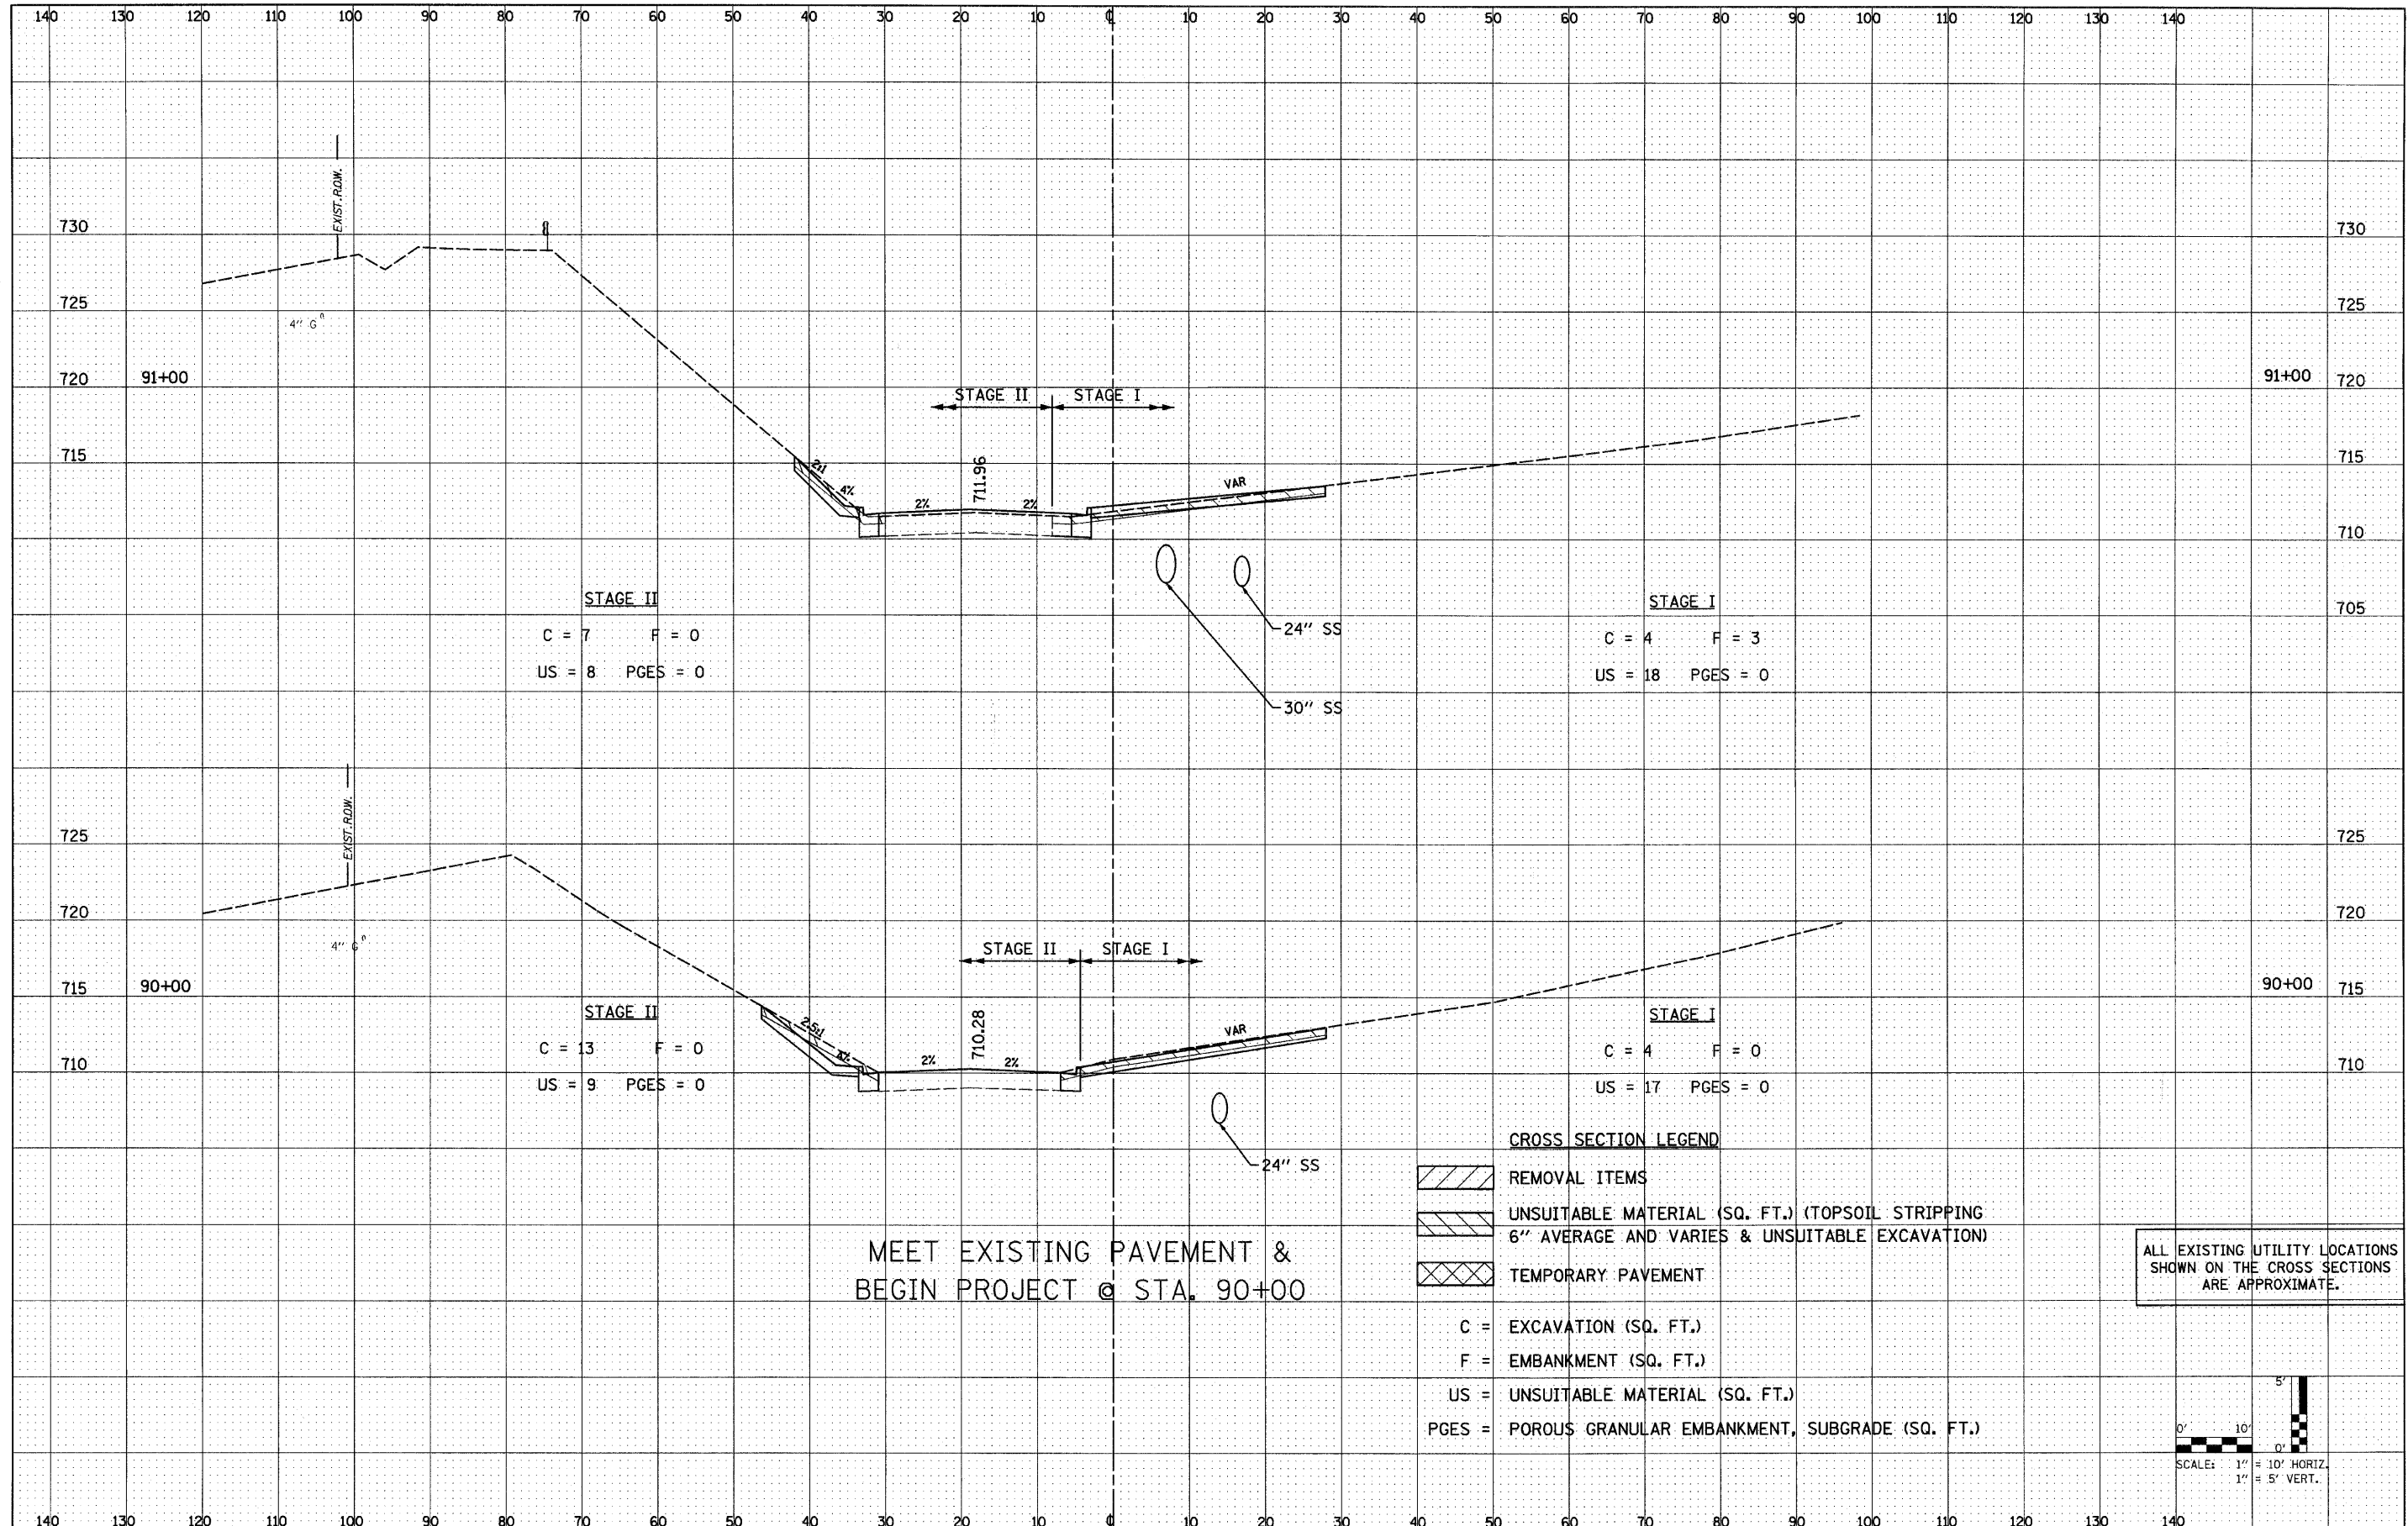 140 130 120 110 100 90 80 70 60 50 40 30 20 10 ℄ 10 20 30 40 50 60 70 80 90 100 110 120 130 140
EXIST. R.O.W.
730 730
725 725
4" G
720 91+00 91+00 720
STAGE II STAGE I
715 715
2:1 4% 2% 711.96 2% VAR
710 710
STAGE II STAGE I
705
24" SS
C = 7 F = 0 C = 4 F = 3
US = 8 PGES = 0 US = 18 PGES = 0
30" SS
EXIST. R.O.W.
725 725
720 720
4" G
STAGE II STAGE I
715 90+00 90+00 715
STAGE II STAGE I
2.5:1 4% 2% 710.28 2% VAR
C = 13 F = 0 C = 4 F = 0
710 710
US = 9 PGES = 0 US = 17 PGES = 0
24" SS
CROSS SECTION LEGEND
REMOVAL ITEMS
UNSUITABLE MATERIAL (SQ. FT.) (TOPSOIL STRIPPING
6" AVERAGE AND VARIES & UNSUITABLE EXCAVATION)
TEMPORARY PAVEMENT
MEET EXISTING PAVEMENT &
BEGIN PROJECT @ STA. 90+00
ALL EXISTING UTILITY LOCATIONS
SHOWN ON THE CROSS SECTIONS
ARE APPROXIMATE.
C = EXCAVATION (SQ. FT.)
F = EMBANKMENT (SQ. FT.)
US = UNSUITABLE MATERIAL (SQ. FT.)
PGES = POROUS GRANULAR EMBANKMENT, SUBGRADE (SQ. FT.)
5'
0' 10' 0'
SCALE: 1" = 10' HORIZ.
1" = 5' VERT.
140 130 120 110 100 90 80 70 60 50 40 30 20 10 ℄ 10 20 30 40 50 60 70 80 90 100 110 120 130 140